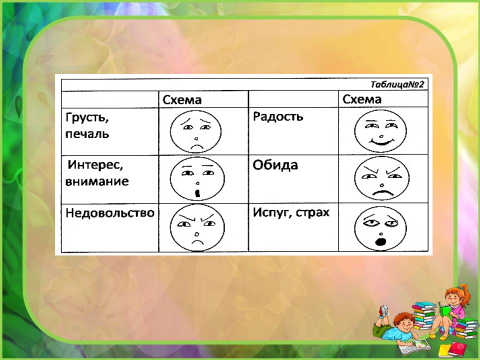 Таблица№2
Схема Схема
Грусть, Радость
печаль
Интерес, Обида
внимание
Недовольство Испуг, страх